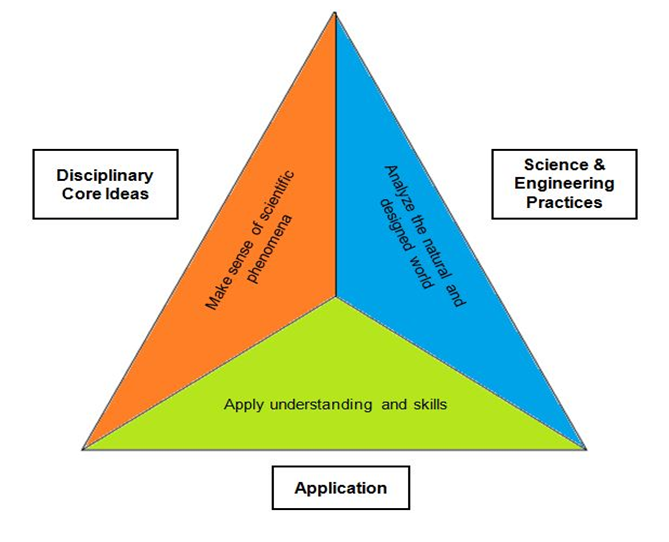 Disciplinary
Core Ideas
Science &
Engineering
Practices
Make sense of scientific
phenomena
Analyze the natural and
designed world
Apply understanding and skills
Application